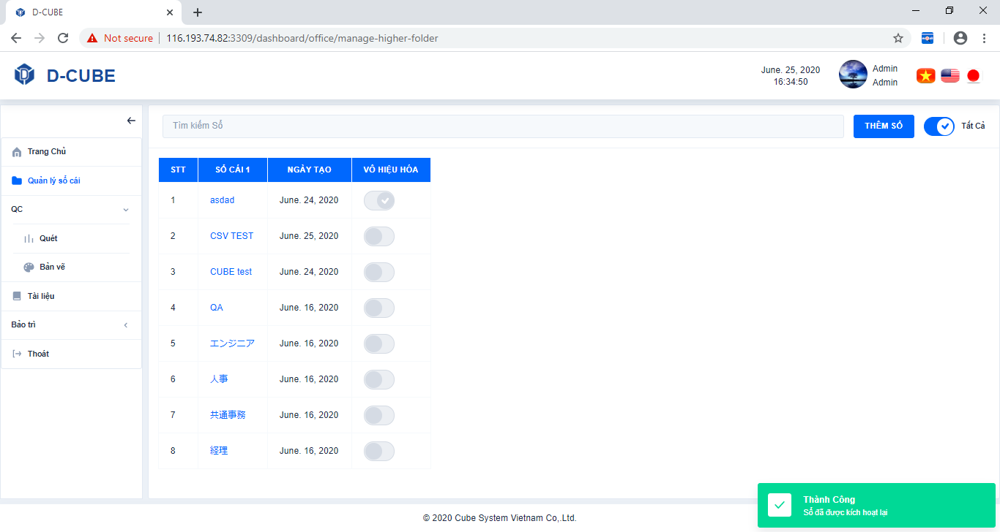 D-CUBE
Not secure
116.193.74.82:3309/dashboard/office/manage-higher-folder
D-CUBE
June. 25, 2020
16:34:50
Admin
Admin
Tìm kiếm Sổ
THÊM SỔ
Tất Cả
Trang Chủ
Quản lý sổ cái
QC
Quét
Bản vẽ
Tài liệu
Bảo trì
Thoát
STT SỔ CÁI 1 NGÀY TẠO VÔ HIỆU HÓA
1 asdad June. 24, 2020
2 CSV TEST June. 25, 2020
3 CUBE test June. 24, 2020
4 QA June. 16, 2020
5 エンジニア June. 16, 2020
6 人事 June. 16, 2020
7 共通事務 June. 16, 2020
8 経理 June. 16, 2020
Thành Công
Sổ đã được kích hoạt lại
© 2020 Cube System Vietnam Co,.Ltd.